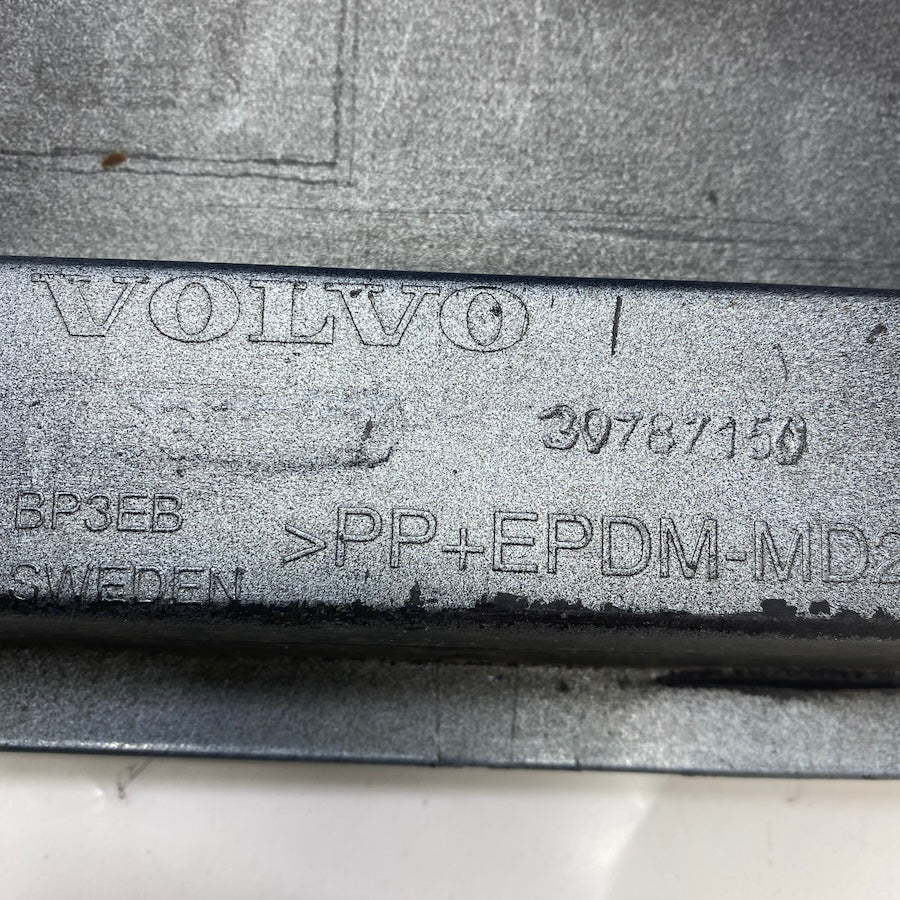 VOLVO
30787150
BP3EB
>PP+EPDM-MD2
SWEDEN